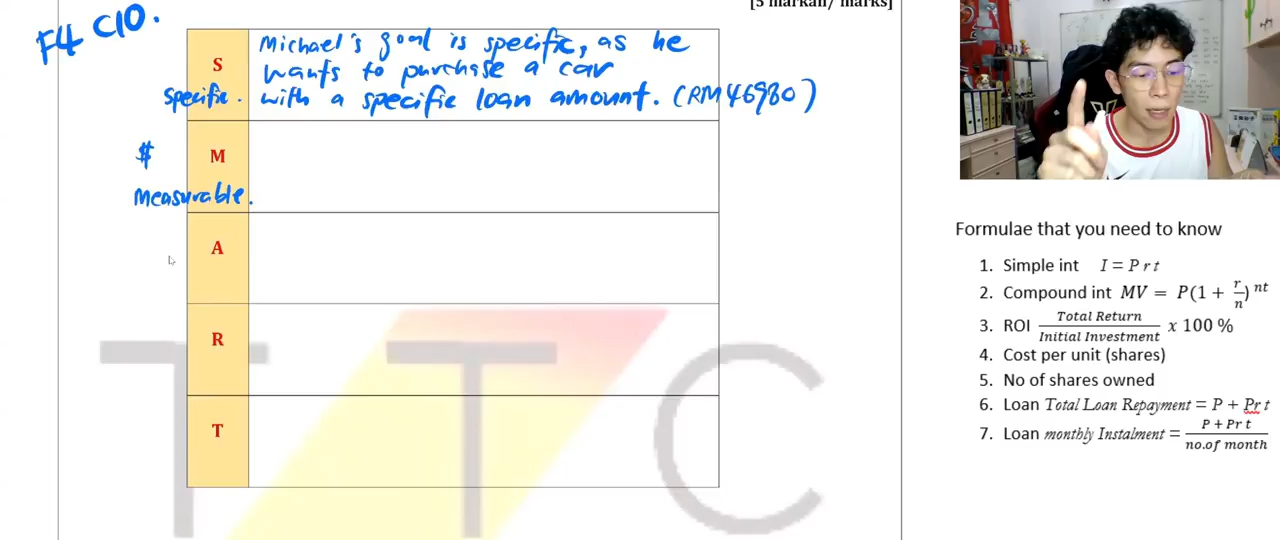 [5 markan/ marks]
F4 C10.
S
Specific.
Michael's goal is specific, as he
wants to purchase a car
with a specific loan amount. (RM46980)
$
M
Measurable.
A
R
T
TTC
Formulae that you need to know
1. Simple int I = P r t
2. Compound int MV = P(1 + r/n)^nt
3. ROI Total Return/Initial Investment x 100 %
4. Cost per unit (shares)
5. No of shares owned
6. Loan Total Loan Repayment = P + Pr t
7. Loan monthly Instalment = P + Pr t/no.of month